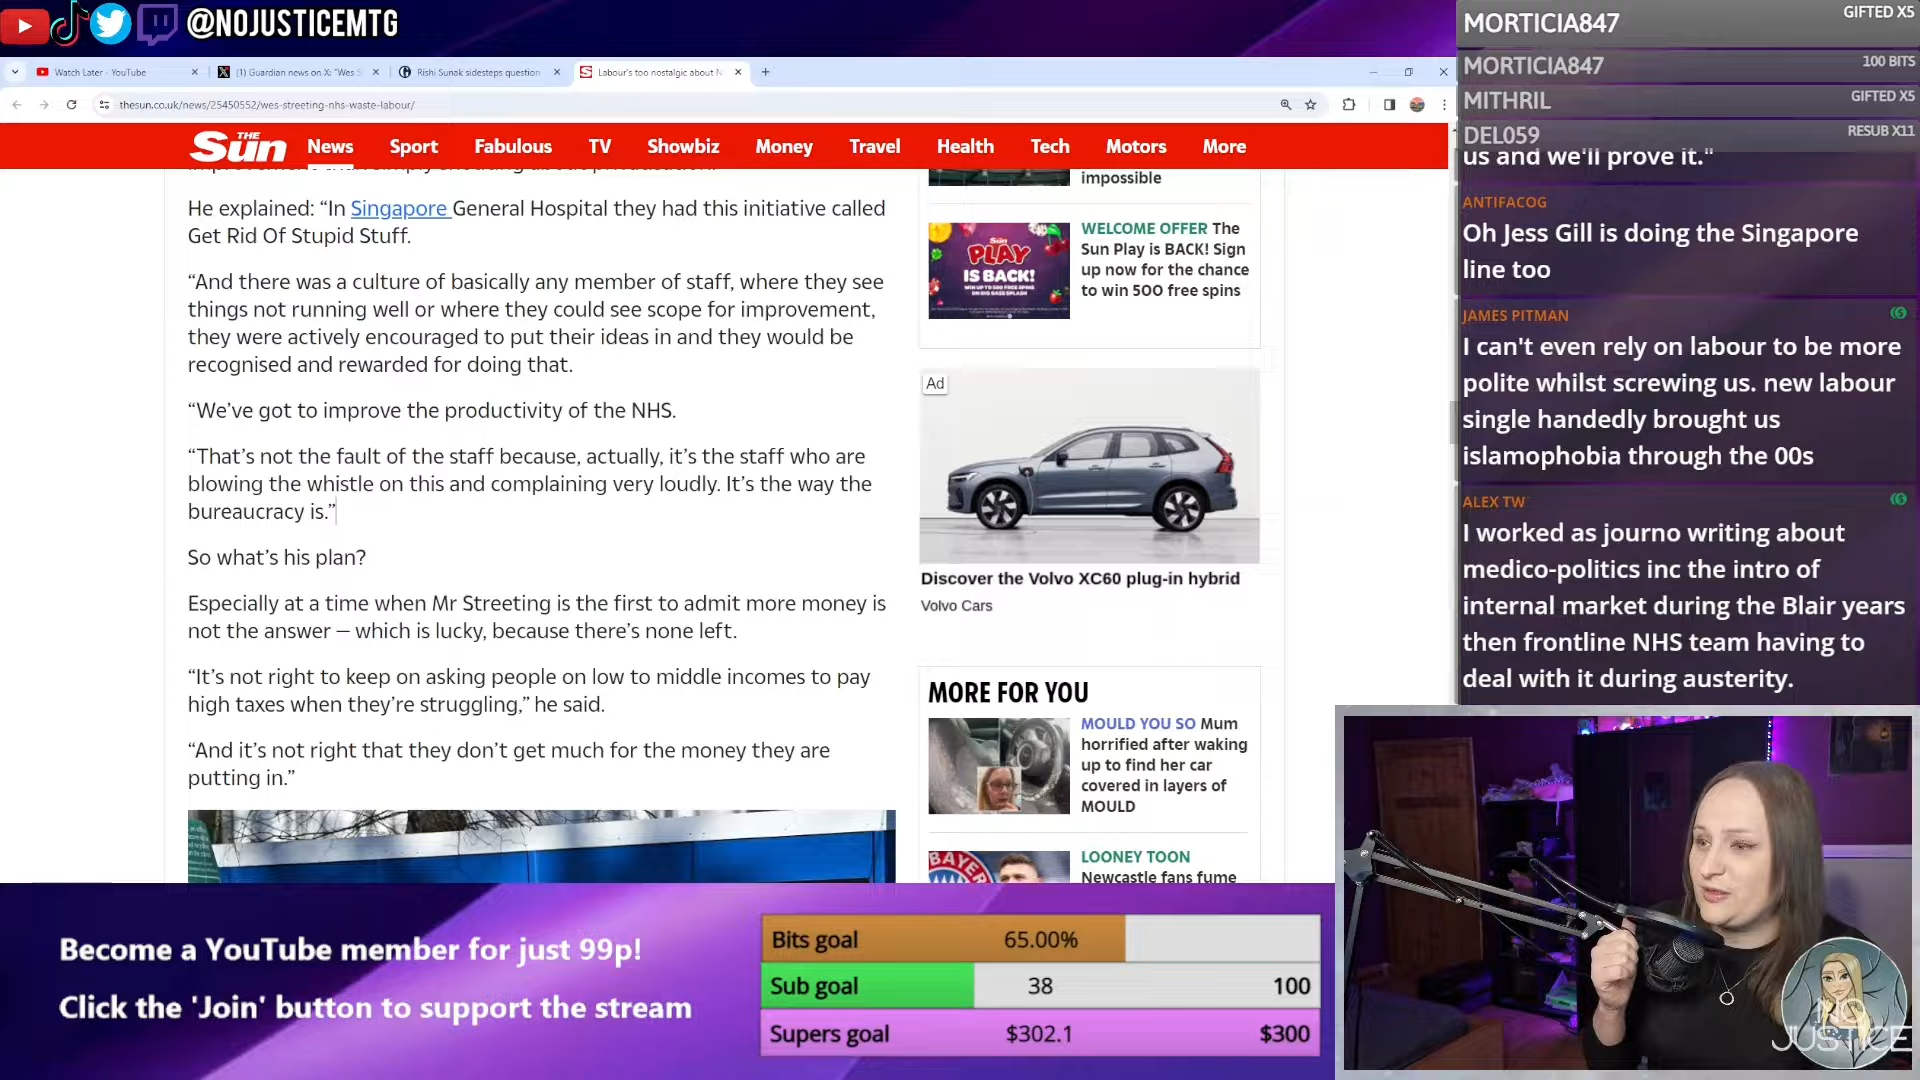 @NOJUSTICEMTG
Watch Later - YouTube
(1) Guardian news on X: "Wes S
Rishi Sunak sidesteps question
Labour's too nostalgic about N
thesun.co.uk/news/25450552/wes-streeting-nhs-waste-labour/
THE Sun
News
Sport
Fabulous
TV
Showbiz
Money
Travel
Health
Tech
Motors
More
He explained: “In Singapore General Hospital they had this initiative called
Get Rid Of Stupid Stuff.
“And there was a culture of basically any member of staff, where they see
things not running well or where they could see scope for improvement,
they were actively encouraged to put their ideas in and they would be
recognised and rewarded for doing that.
“We’ve got to improve the productivity of the NHS.
“That’s not the fault of the staff because, actually, it’s the staff who are
blowing the whistle on this and complaining very loudly. It’s the way the
bureaucracy is.”
So what’s his plan?
Especially at a time when Mr Streeting is the first to admit more money is
not the answer — which is lucky, because there’s none left.
“It’s not right to keep on asking people on low to middle incomes to pay
high taxes when they’re struggling,” he said.
“And it’s not right that they don’t get much for the money they are
putting in.”
impossible
Sun
PLAY
IS BACK!
WELCOME OFFER The
Sun Play is BACK! Sign
up now for the chance
to win 500 free spins
Ad
Discover the Volvo XC60 plug-in hybrid
Volvo Cars
MORE FOR YOU
MOULD YOU SO Mum
horrified after waking
up to find her car
covered in layers of
MOULD
BAYER
LOONEY TOON
Newcastle fans fume
MORTICIA847 GIFTED X5
MORTICIA847 100 BITS
MITHRIL GIFTED X5
DEL059 RESUB X11
us and we'll prove it."
ANTIFACOG
Oh Jess Gill is doing the Singapore
line too
JAMES PITMAN
I can't even rely on labour to be more
polite whilst screwing us. new labour
single handedly brought us
islamophobia through the 00s
ALEX TW
I worked as journo writing about
medico-politics inc the intro of
internal market during the Blair years
then frontline NHS team having to
deal with it during austerity.
Become a YouTube member for just 99p!
Click the 'Join' button to support the stream
Bits goal 65.00%
Sub goal 38 100
Supers goal $302.1 $300
NO
JUSTICE